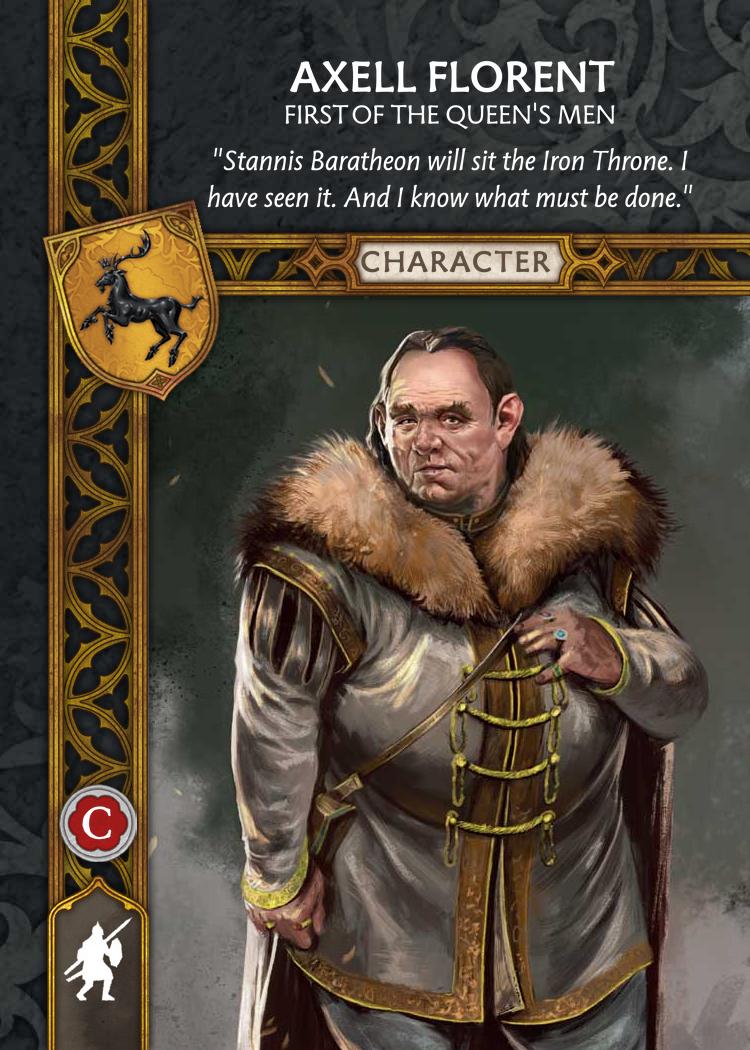 AXELL FLORENT
FIRST OF THE QUEEN'S MEN
"Stannis Baratheon will sit the Iron Throne. I
have seen it. And I know what must be done."
CHARACTER
C